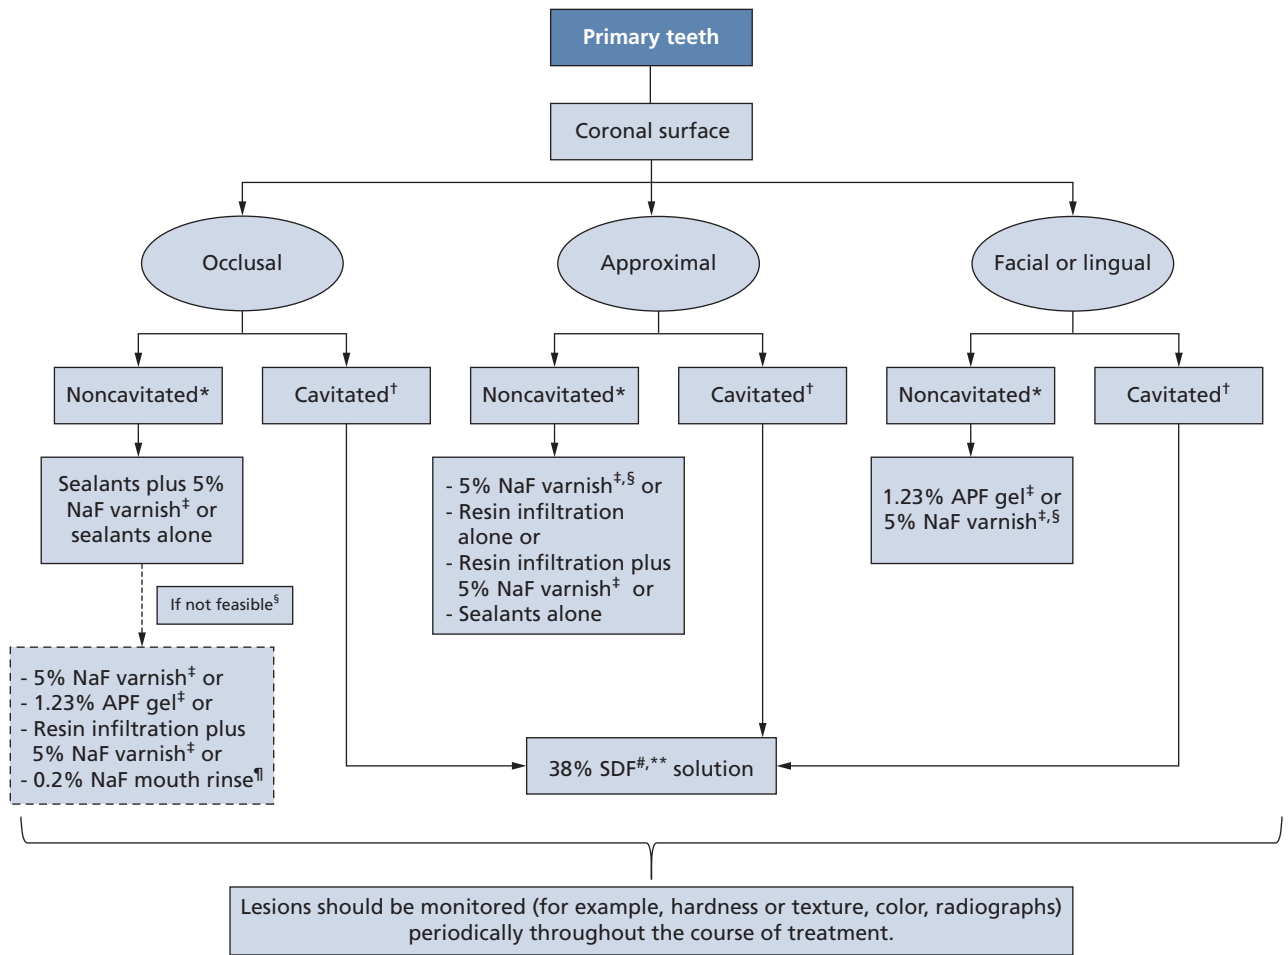 Primary teeth
Coronal surface
Occlusal
Approximal
Facial or lingual
Noncavitated*
Cavitated†
Noncavitated*
Cavitated†
Noncavitated*
Cavitated†
Sealants plus 5%
NaF varnish‡ or
sealants alone
- 5% NaF varnish‡,§ or
- Resin infiltration
alone or
- Resin infiltration plus
5% NaF varnish‡ or
- Sealants alone
1.23% APF gel‡ or
5% NaF varnish‡,§
If not feasible§
- 5% NaF varnish‡ or
- 1.23% APF gel‡ or
- Resin infiltration plus
5% NaF varnish‡ or
- 0.2% NaF mouth rinse¶
38% SDF#,** solution
Lesions should be monitored (for example, hardness or texture, color, radiographs)
periodically throughout the course of treatment.